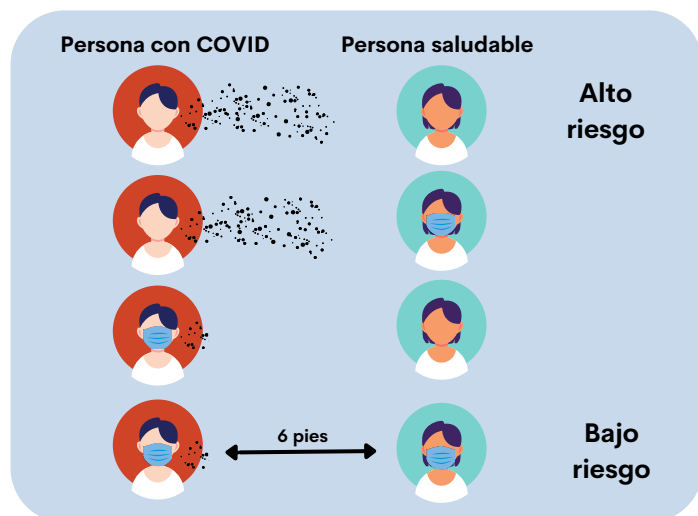 Persona con COVID
Persona saludable
Alto
riesgo
6 pies
Bajo
riesgo